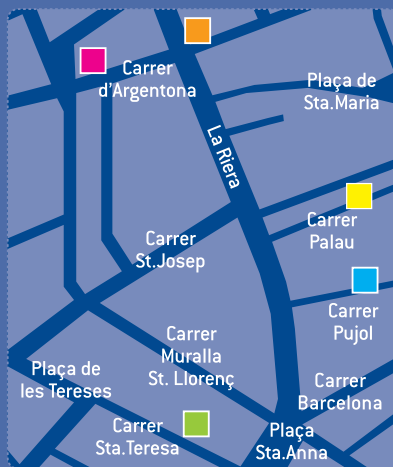 Carrer
d'Argentona
Plaça de
Sta.Maria
La Riera
Carrer
Palau
Carrer
St.Josep
Carrer
Pujol
Carrer
Muralla
St. Llorenç
Plaça de
les Tereses
Carrer
Barcelona
Carrer
Sta.Teresa
Plaça
Sta.Anna